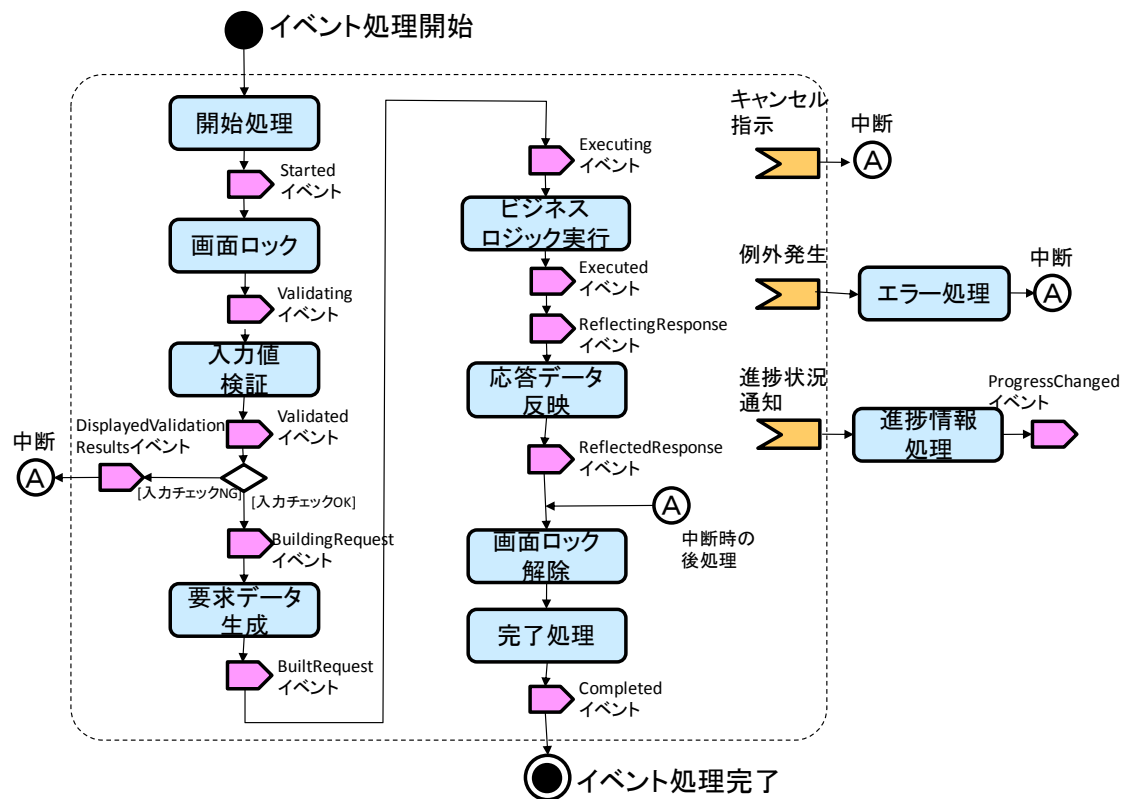 イベント処理開始
開始処理
Started
イベント
画面ロック
Validating
イベント
入力値
検証
Validated
イベント
DisplayedValidation
Resultsイベント
中断
A
[入力チェックNG]
[入力チェックOK]
BuildingRequest
イベント
要求データ
生成
BuiltRequest
イベント
Executing
イベント
ビジネス
ロジック実行
Executed
イベント
ReflectingResponse
イベント
応答データ
反映
ReflectedResponse
イベント
A
中断時の
後処理
画面ロック
解除
完了処理
Completed
イベント
イベント処理完了
キャンセル
指示
中断
A
例外発生
エラー処理
中断
A
進捗状況
通知
進捗情報
処理
ProgressChanged
イベント